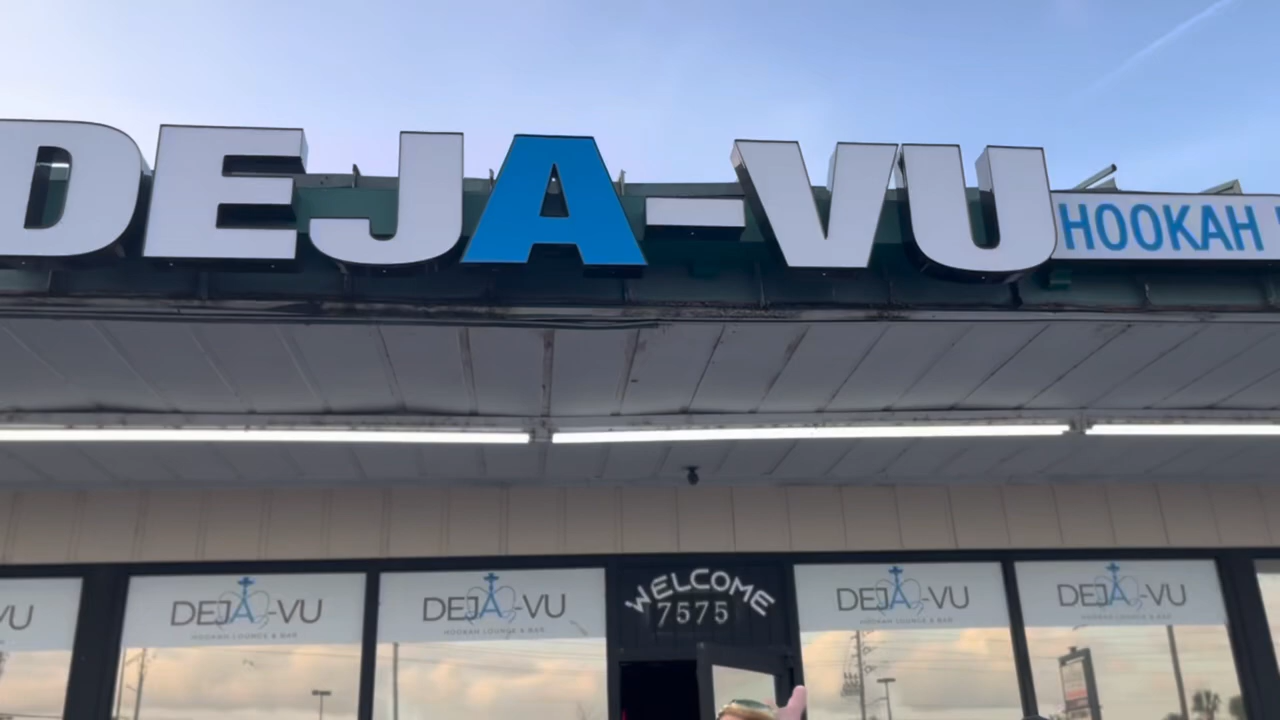 DEJA-VU
HOOKAH
WELCOME
7575
VU
DEJA-VU
HOOKAH LOUNGE & BAR
DEJA-VU
HOOKAH LOUNGE & BAR
DEJA-VU
HOOKAH LOUNGE & BAR
DEJA-VU
HOOKAH LOUNGE & BAR